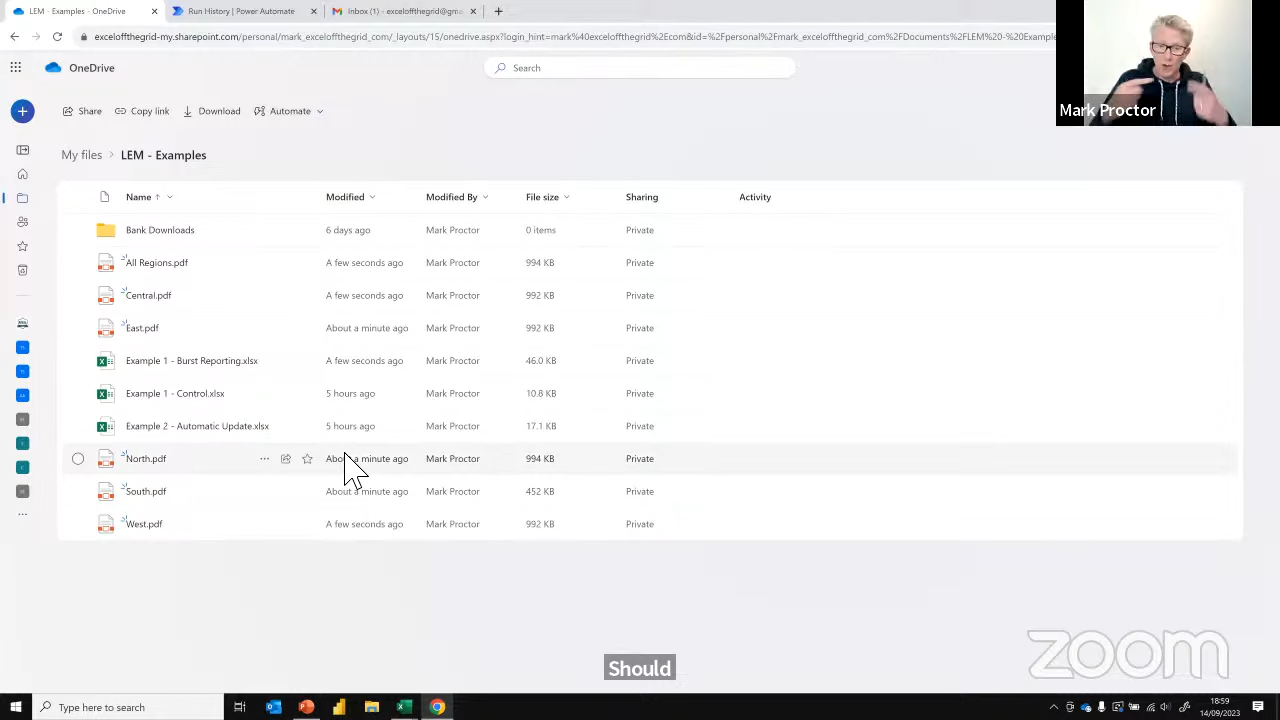 LEM - Examples - OneDrive
Run History | Power Automate
Inbox (1) - exceloffthegrid@gma
exceloffthegrid-my.sharepoint.com/personal/mark_exceloffthegrid_com/_layouts/15/onedrive.aspx?login_hint=mark%40exceloffthegrid%2Ecom&id=%2Fpersonal%2Fmark_exceloffthegrid_com%2FDocuments%2FLEM%20-%20Example
OneDrive
Search
Mark Proctor
Share Copy link Download Automate
My files > LEM - Examples
Name Modified Modified By File size Sharing Activity
Bank Downloads 6 days ago Mark Proctor 0 items Private
All Regions.pdf A few seconds ago Mark Proctor 994 KB Private
Central.pdf A few seconds ago Mark Proctor 992 KB Private
East.pdf About a minute ago Mark Proctor 992 KB Private
Example 1 - Burst Reporting.xlsx A few seconds ago Mark Proctor 46.0 KB Private
Example 1 - Control.xlsx 5 hours ago Mark Proctor 10.8 KB Private
Example 2 - Automatic Update.xlsx 5 hours ago Mark Proctor 17.1 KB Private
North.pdf About a minute ago Mark Proctor 994 KB Private
South.pdf About a minute ago Mark Proctor 452 KB Private
West.pdf A few seconds ago Mark Proctor 992 KB Private
zoom
Should
Type here to search
18:59
14/09/2023